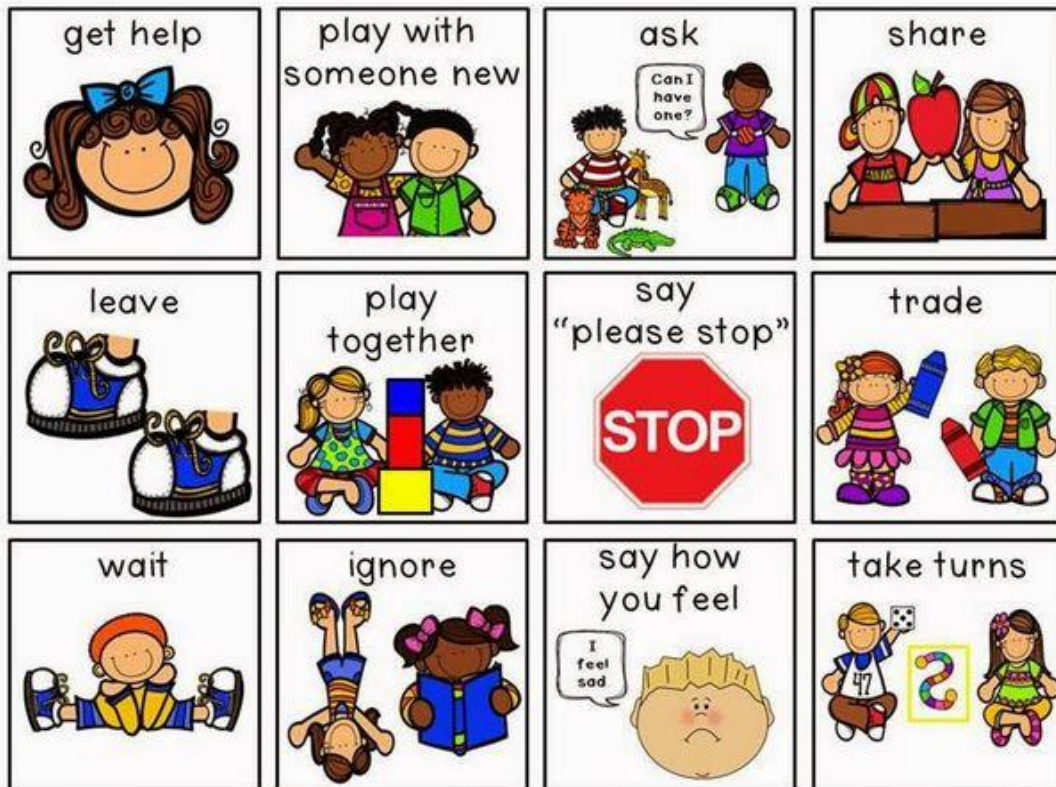 get help
play with
someone new
ask
Can I
have
one?
share
leave
play
together
say
“please stop”
STOP
trade
wait
ignore
say how
you feel
I
feel
sad
take turns
47